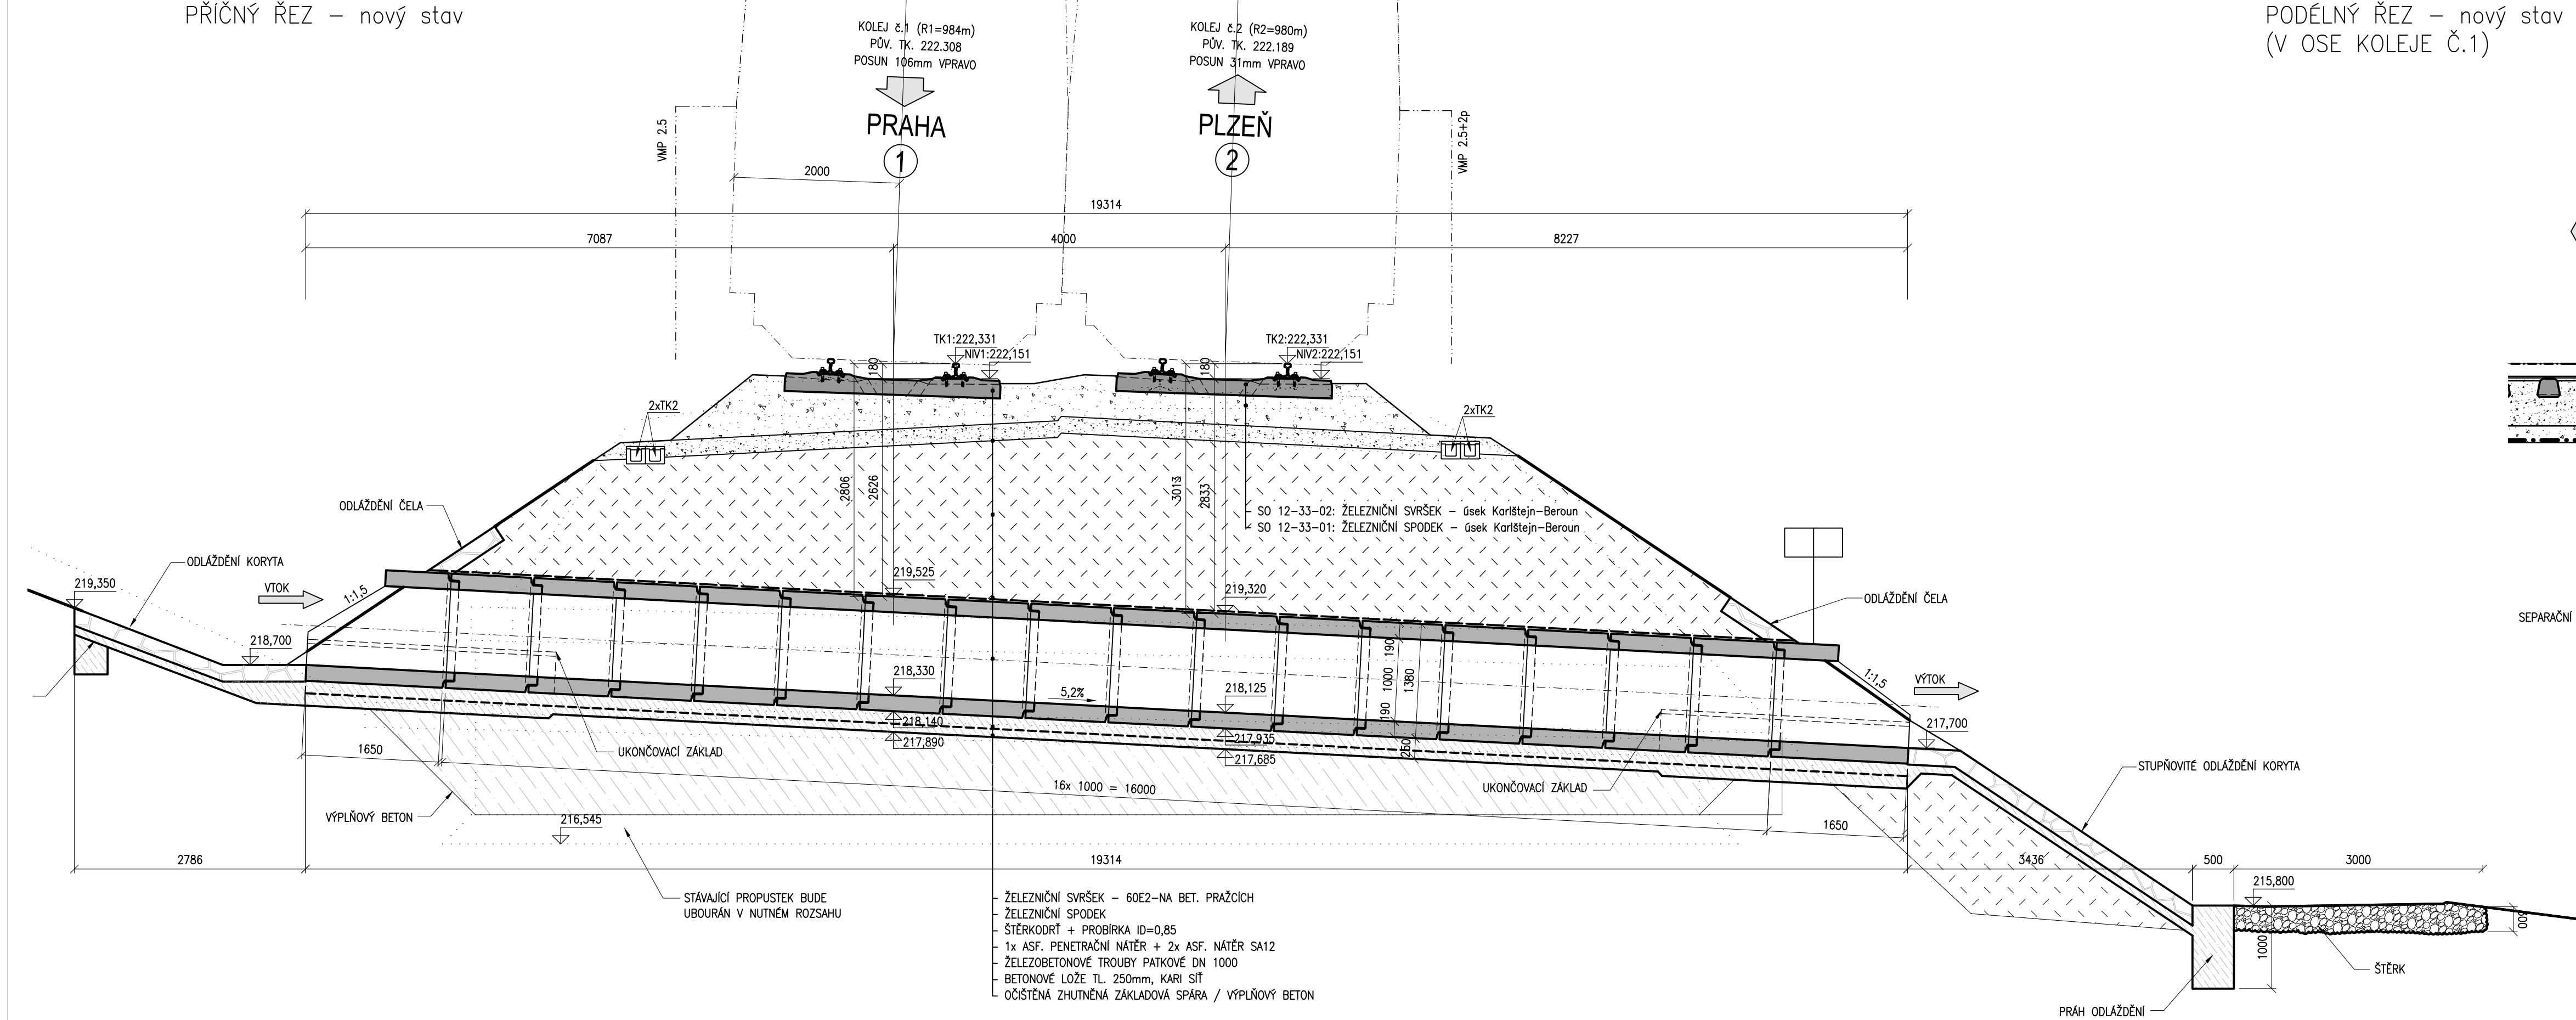 PŘÍČNÝ ŘEZ – nový stav
PODÉLNÝ ŘEZ – nový stav
(V OSE KOLEJE Č.1)
KOLEJ č.1 (R1=984m)
PŮV. TK. 222.308
POSUN 106mm VPRAVO
PRAHA
1
KOLEJ č.2 (R2=980m)
PŮV. TK. 222.189
POSUN 31mm VPRAVO
PLZEŇ
2
VMP 2.5
VMP 2.5+2p
2000
19314
7087
4000
8227
TK1:222,331
NIV1:222,151
180
TK2:222,331
NIV2:222,151
180
2xTK2
2xTK2
2806
2626
3013
2833
SO 12-33-02: ŽELEZNIČNÍ SVRŠEK – úsek Karlštejn-Beroun
SO 12-33-01: ŽELEZNIČNÍ SPODEK – úsek Karlštejn-Beroun
ODLÁŽDĚNÍ ČELA
ODLÁŽDĚNÍ KORYTA
219,350
VTOK
1:1,5
218,700
219,525
219,320
ODLÁŽDĚNÍ ČELA
SEPARAČNÍ
218,330
218,140
217,890
5,2%
218,125
217,935
217,685
190
1000
190
1380
250
1:1,5
VÝTOK
217,700
1650
UKONČOVACÍ ZÁKLAD
16x 1000 = 16000
UKONČOVACÍ ZÁKLAD
STUPŇOVITÉ ODLÁŽDĚNÍ KORYTA
VÝPLŇOVÝ BETON
216,545
1650
2786
19314
3436
500
3000
215,800
500
1000
STÁVAJÍCÍ PROPUSTEK BUDE
UBOURÁN V NUTNÉM ROZSAHU
ŽELEZNIČNÍ SVRŠEK – 60E2-NA BET. PRAŽCÍCH
ŽELEZNIČNÍ SPODEK
ŠTĚRKODRŤ + PROBÍRKA ID=0,85
1x ASF. PENETRAČNÍ NÁTĚR + 2x ASF. NÁTĚR SA12
ŽELEZOBETONOVÉ TROUBY PATKOVÉ DN 1000
BETONOVÉ LOŽE TL. 250mm, KARI SÍŤ
OČIŠTĚNÁ ZHUTNĚNÁ ZÁKLADOVÁ SPÁRA / VÝPLŇOVÝ BETON
ŠTĚRK
PRÁH ODLÁŽDĚNÍ